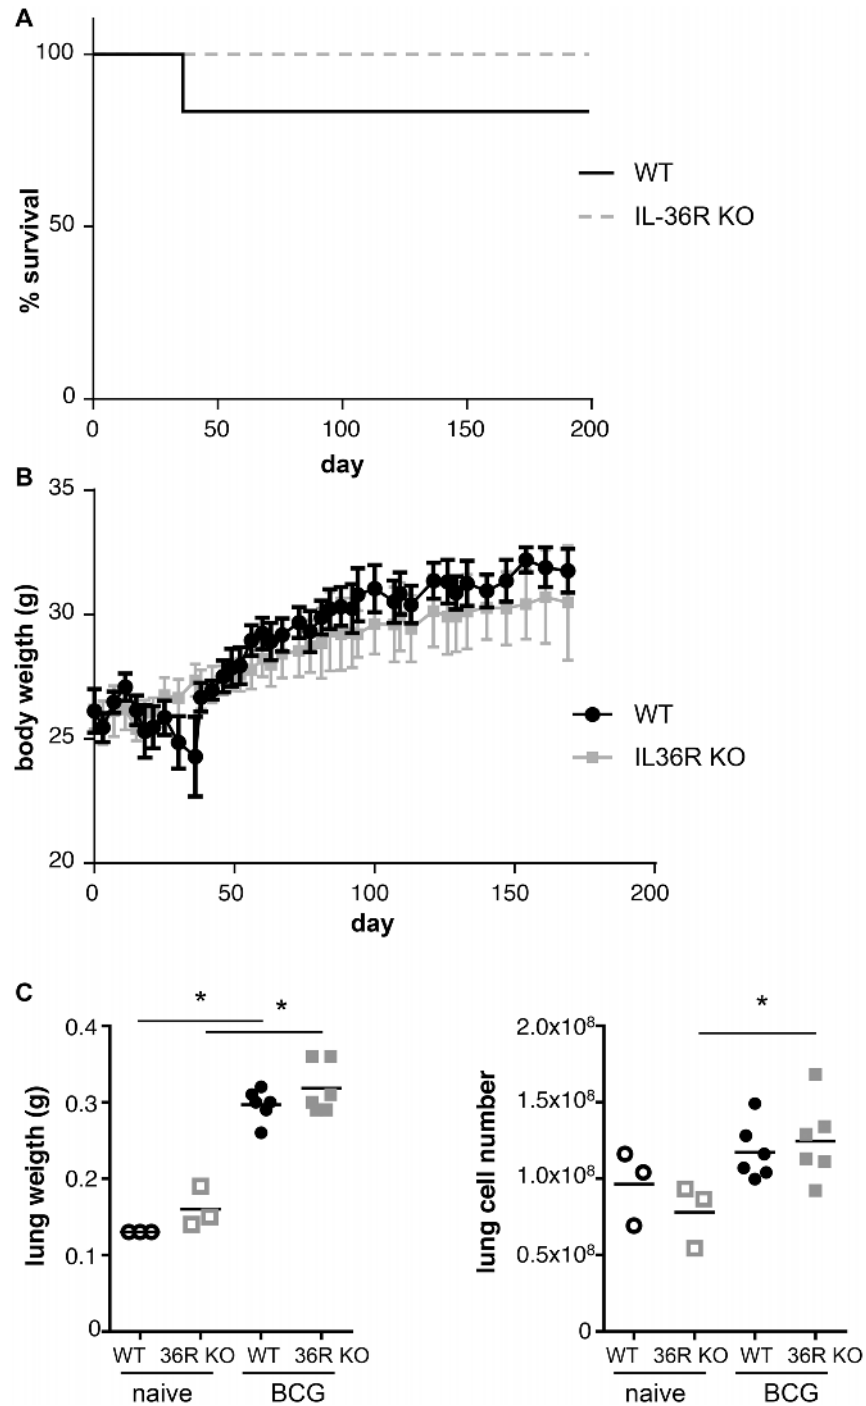 A
100
50
0
% survival
WT
IL-36R KO
0 50 100 150 200
day
B
35
30
25
20
body weigth (g)
WT
IL36R KO
0 50 100 150 200
day
C
* *
0.4
0.3
0.2
0.1
0
lung weigth (g)
WT 36R KO WT 36R KO
naive BCG
*
2.0x10⁸
1.5x10⁸
1.0x10⁸
0.5x10⁸
0
lung cell number
WT 36R KO WT 36R KO
naive BCG